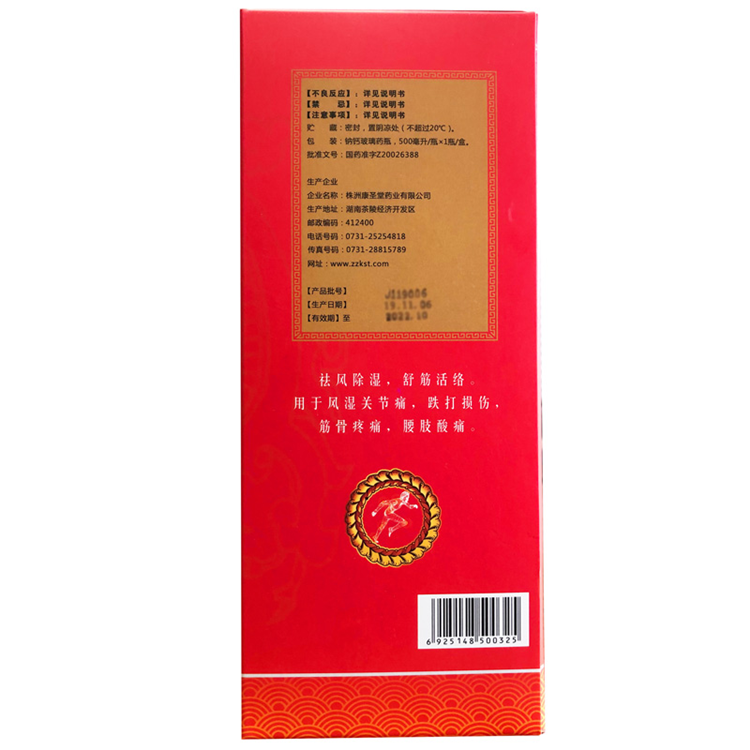 【不良反应】：详见说明书
【禁　　忌】：详见说明书
【注意事项】：详见说明书
贮　　藏：密封，置阴凉处（不超过20℃）。
包　　装：钠钙玻璃药瓶，500毫升/瓶×1瓶/盒。
批准文号：国药准字Z20026388
生产企业
企业名称：株洲康圣堂药业有限公司
生产地址：湖南茶陵经济开发区
邮政编码：412400
电话号码：0731-25254818
传真号码：0731-28815789
网址：www.zzkst.com
【产品批号】 JI19006
【生产日期】 19.11.06
【有效期】至 2022.10
祛风除湿，舒筋活络。
用于风湿关节痛，跌打损伤，
筋骨疼痛，腰肢酸痛。
6 925148 500325